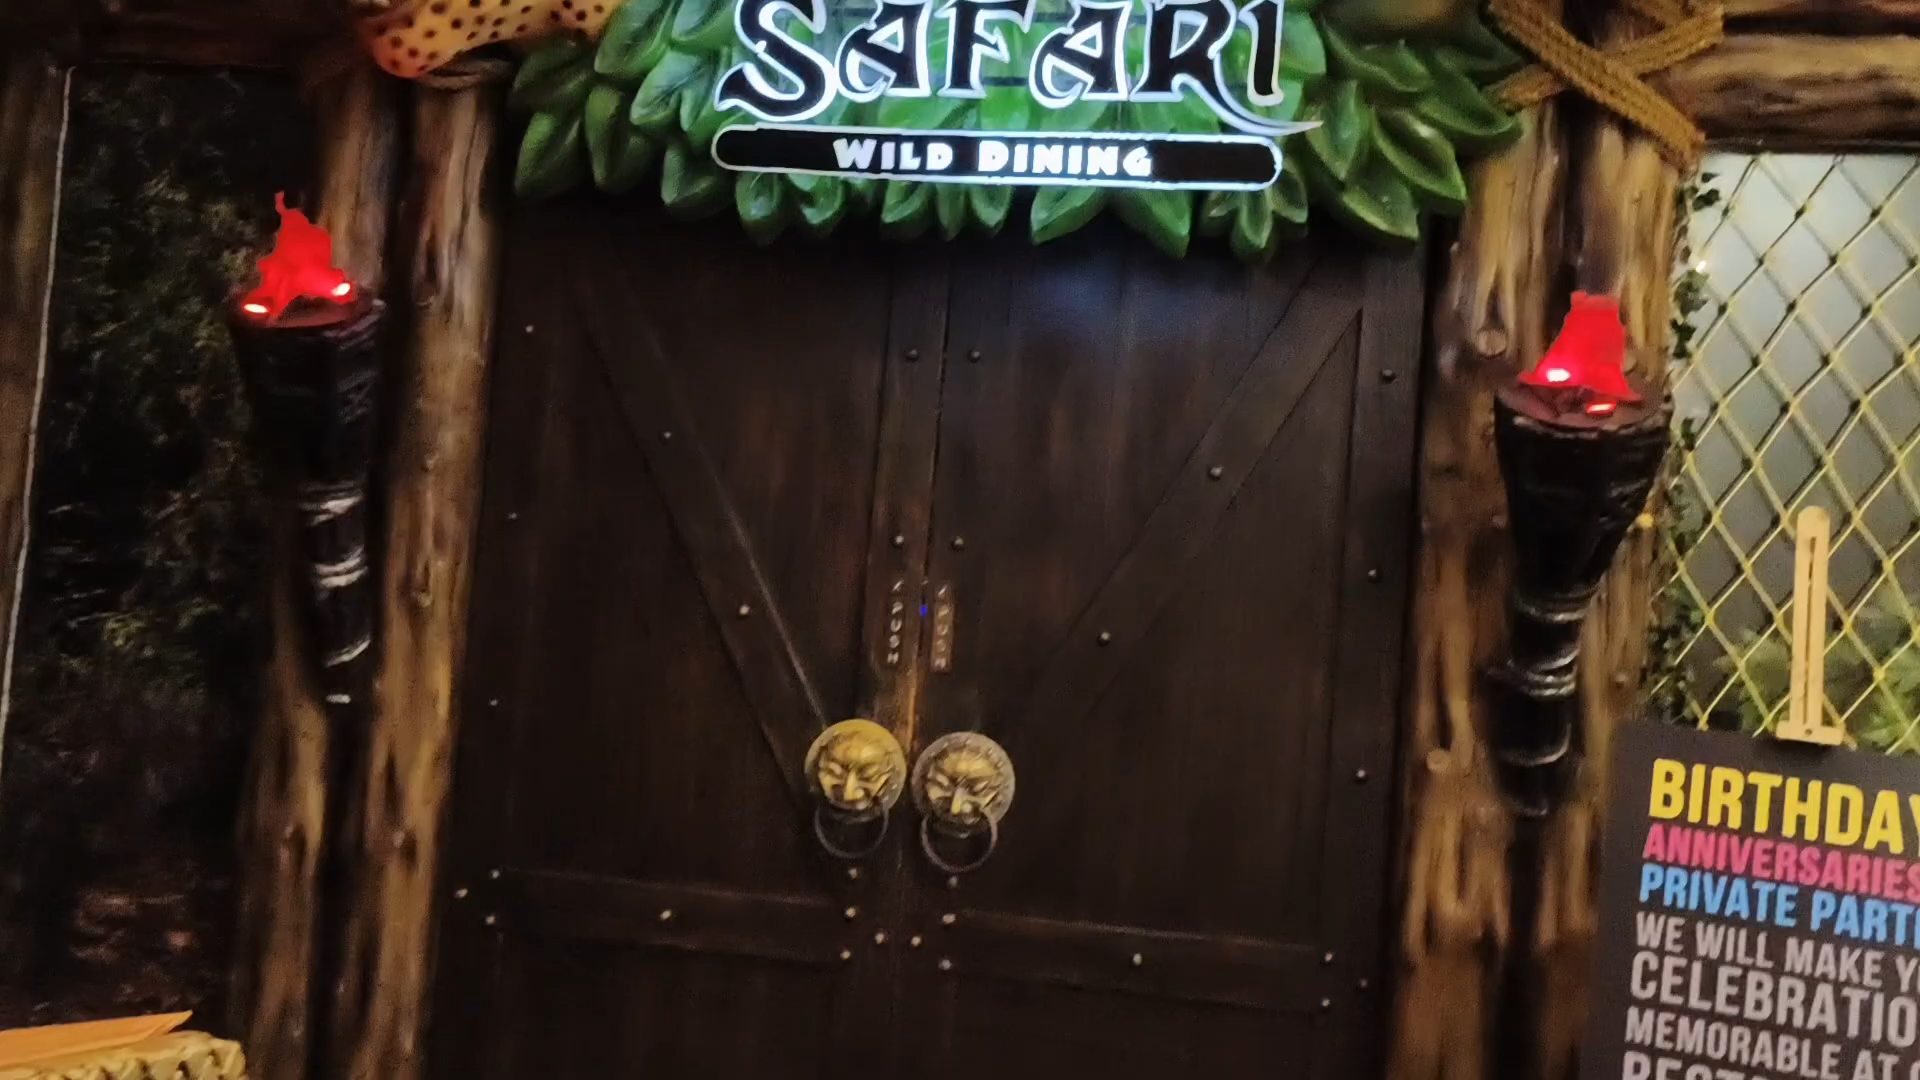 SAFARI
WILD DINING
PUSH
PUSH
BIRTHDAY
ANNIVERSARIES
PRIVATE PART
WE WILL MAKE
CELEBRATIO
MEMORABLE AT